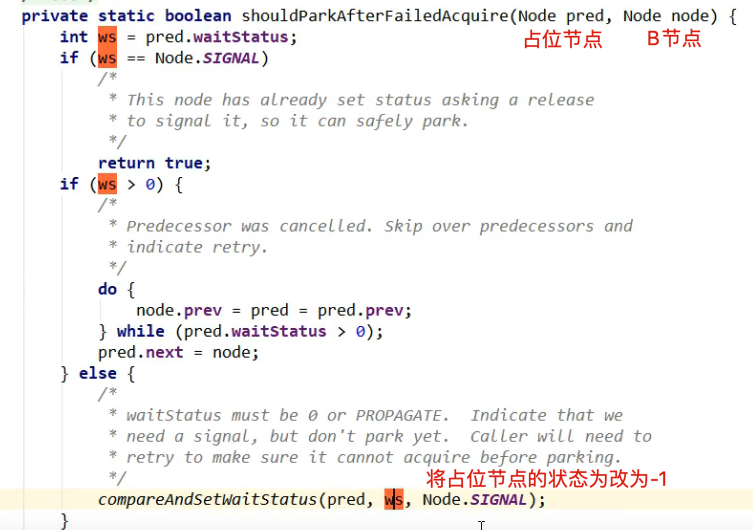 private static boolean shouldParkAfterFailedAcquire(Node pred, Node node) {
占位节点 B节点
int ws = pred.waitStatus;
if (ws == Node.SIGNAL)
/*
* This node has already set status asking a release
* to signal it, so it can safely park.
*/
return true;
if (ws > 0) {
/*
* Predecessor was cancelled. Skip over predecessors and
* indicate retry.
*/
do {
node.prev = pred = pred.prev;
} while (pred.waitStatus > 0);
pred.next = node;
} else {
/*
* waitStatus must be 0 or PROPAGATE.  Indicate that we
* need a signal, but don't park yet.  Caller will need to
* retry to make sure it cannot acquire before parking.
*/
将占位节点的状态为改为-1
compareAndSetWaitStatus(pred, ws, Node.SIGNAL);
}